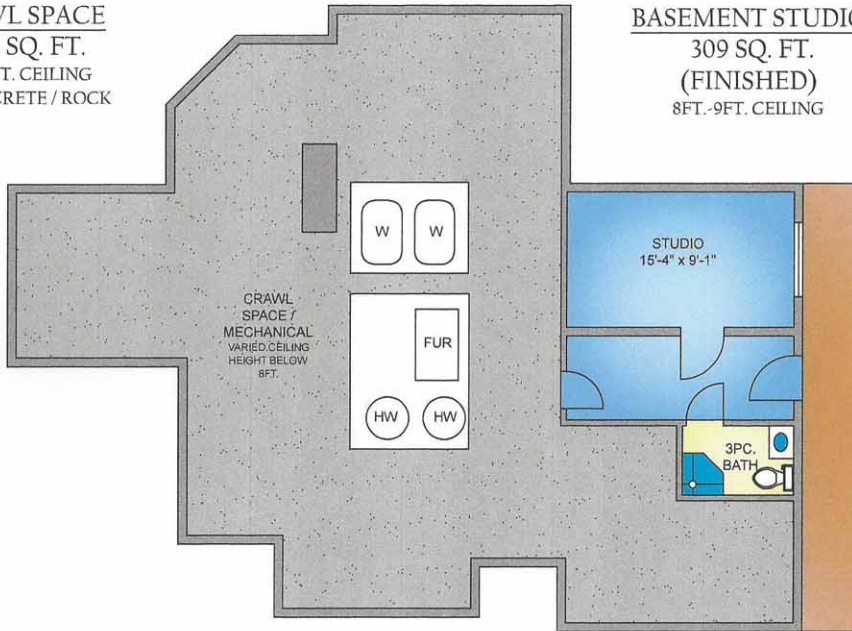 WL SPACE
SQ. FT.
T. CEILING
CRETE / ROCK
BASEMENT STUDIO
309 SQ. FT.
(FINISHED)
8FT.-9FT. CEILING
W
W
STUDIO
15'-4" x 9'-1"
CRAWL
SPACE /
MECHANICAL
VARIED CEILING
HEIGHT BELOW
8FT.
FUR
HW
HW
3PC.
BATH